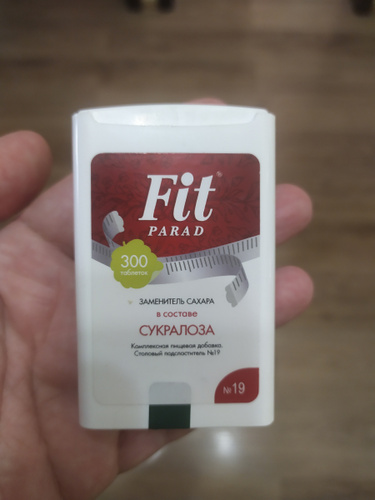 Fit
PARAD
300
таблеток
ЗАМЕНИТЕЛЬ САХАРА
в составе
СУКРАЛОЗА
Комплексная пищевая добавка.
Столовый подсластитель №19
№19